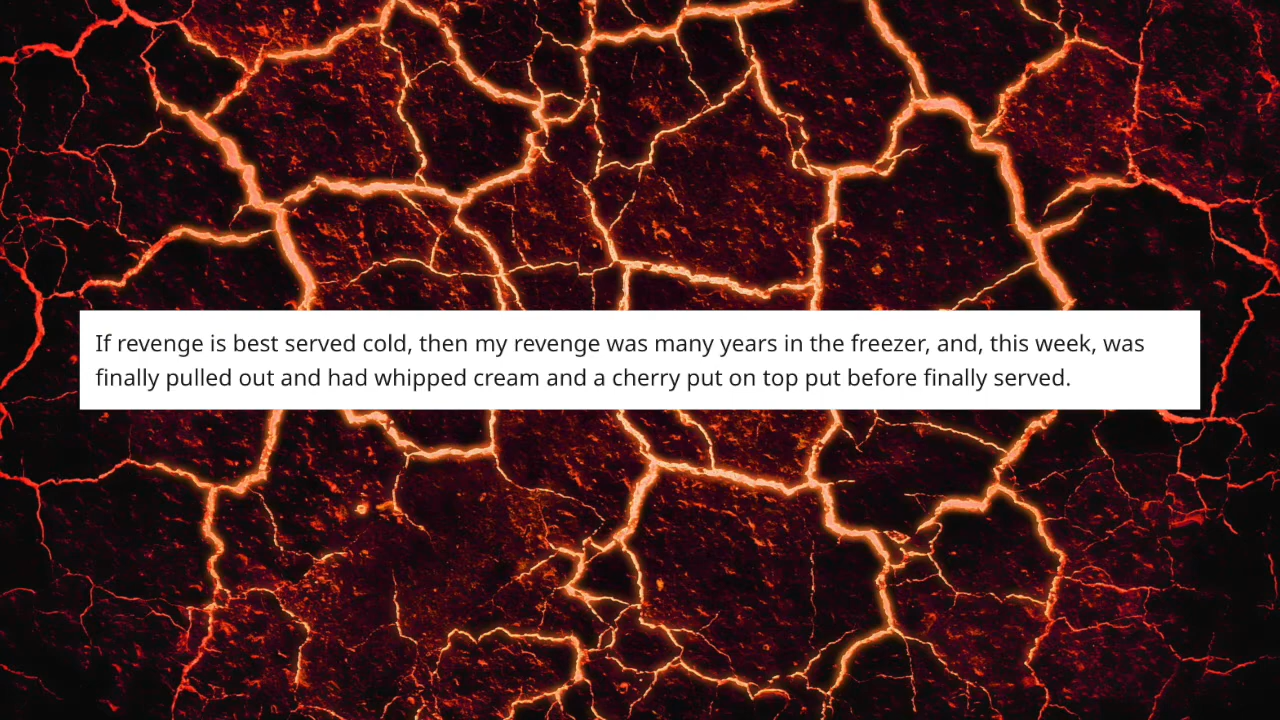 If revenge is best served cold, then my revenge was many years in the freezer, and, this week, was
finally pulled out and had whipped cream and a cherry put on top put before finally served.